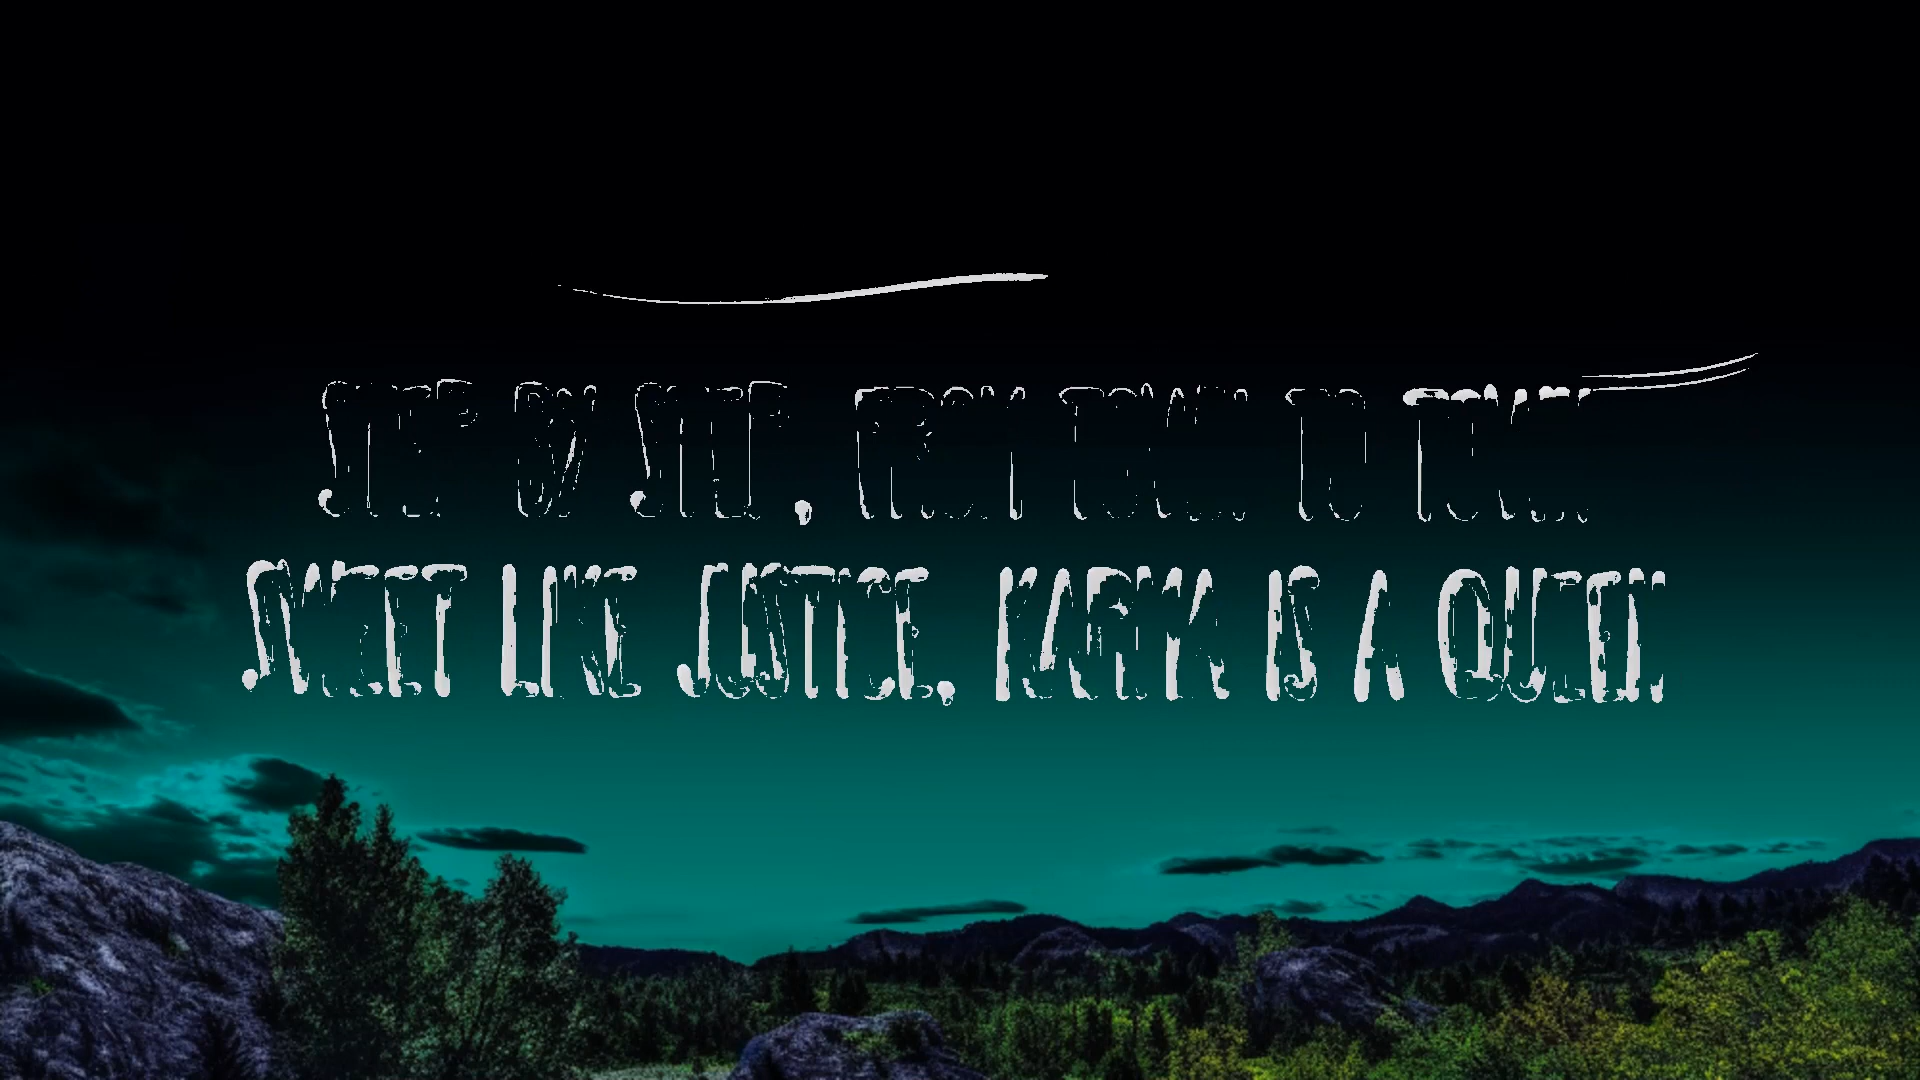 STEP BY STEP, FROM TOWN TO TOWN.
SWEET LIKE JUSTICE, KARMA IS A QUEEN.